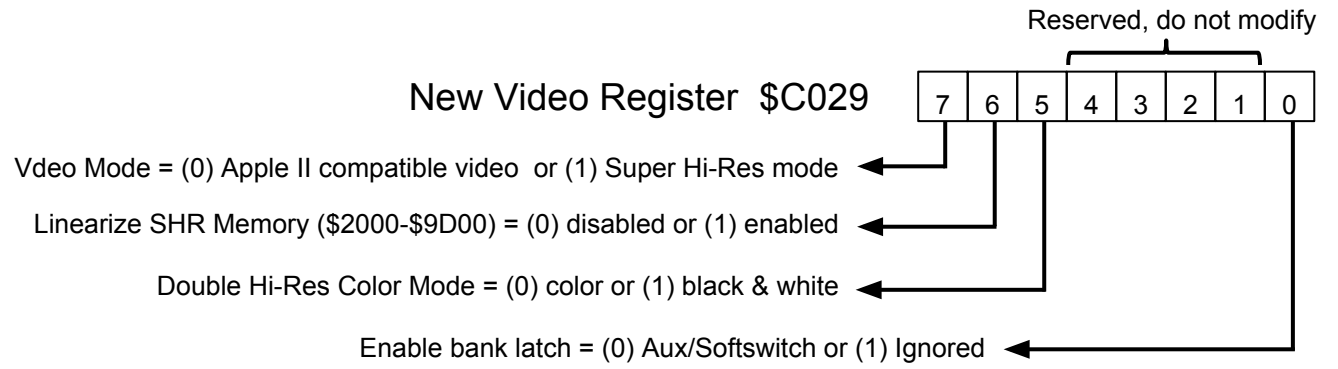 Reserved, do not modify
New Video Register $C029 7 6 5 4 3 2 1 0
Vdeo Mode = (0) Apple II compatible video or (1) Super Hi-Res mode
Linearize SHR Memory ($2000-$9D00) = (0) disabled or (1) enabled
Double Hi-Res Color Mode = (0) color or (1) black & white
Enable bank latch = (0) Aux/Softswitch or (1) Ignored